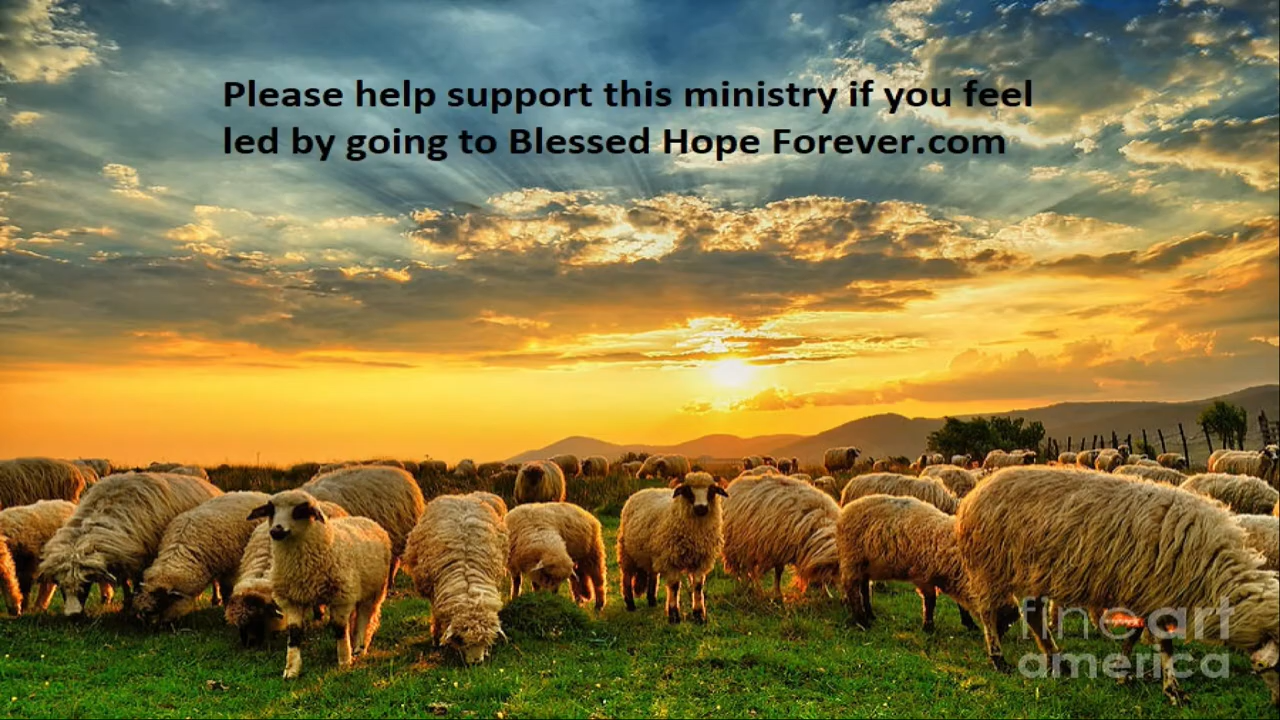 Please help support this ministry if you feel
led by going to Blessed Hope Forever.com
fine art
america